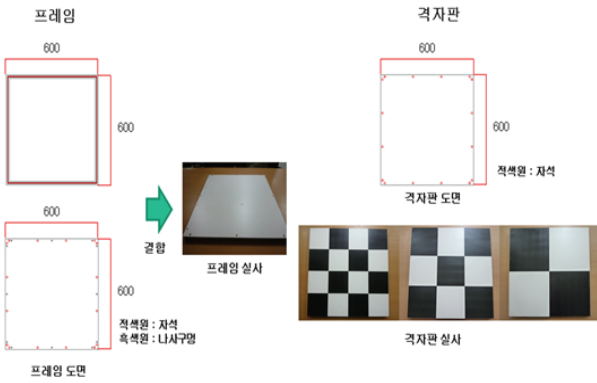 프레임
격자판
600
600
600
600
적색원 : 자석
격자판 도면
결합
프레임 실사
600
600
적색원 : 자석
흑색원 : 나사구멍
프레임 도면
격자판 실사